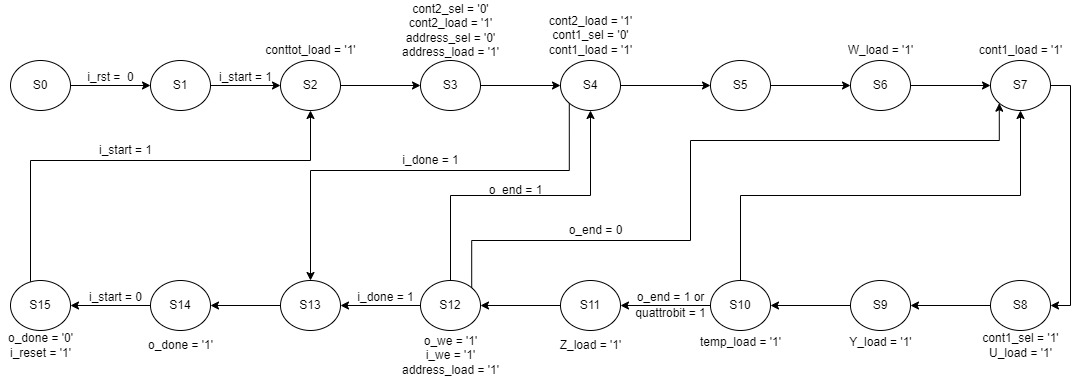 cont2_sel = '0'
cont2_load = '1'
address_sel = '0'
address_load = '1'
cont2_load = '1'
cont1_sel = '0'
cont1_load = '1'
conttot_load = '1'
W_load = '1'
cont1_load = '1'
S0
i_rst = 0
S1
i_start = 1
S2
S3
S4
S5
S6
S7
i_start = 1
i_done = 1
o_end = 1
o_end = 0
S15
i_start = 0
S14
S13
i_done = 1
S12
S11
o_end = 1 or
quattrobit = 1
S10
S9
S8
o_done = '0'
i_reset = '1'
o_done = '1'
o_we = '1'
i_we = '1'
address_load = '1'
Z_load = '1'
temp_load = '1'
Y_load = '1'
cont1_sel = '1'
U_load = '1'